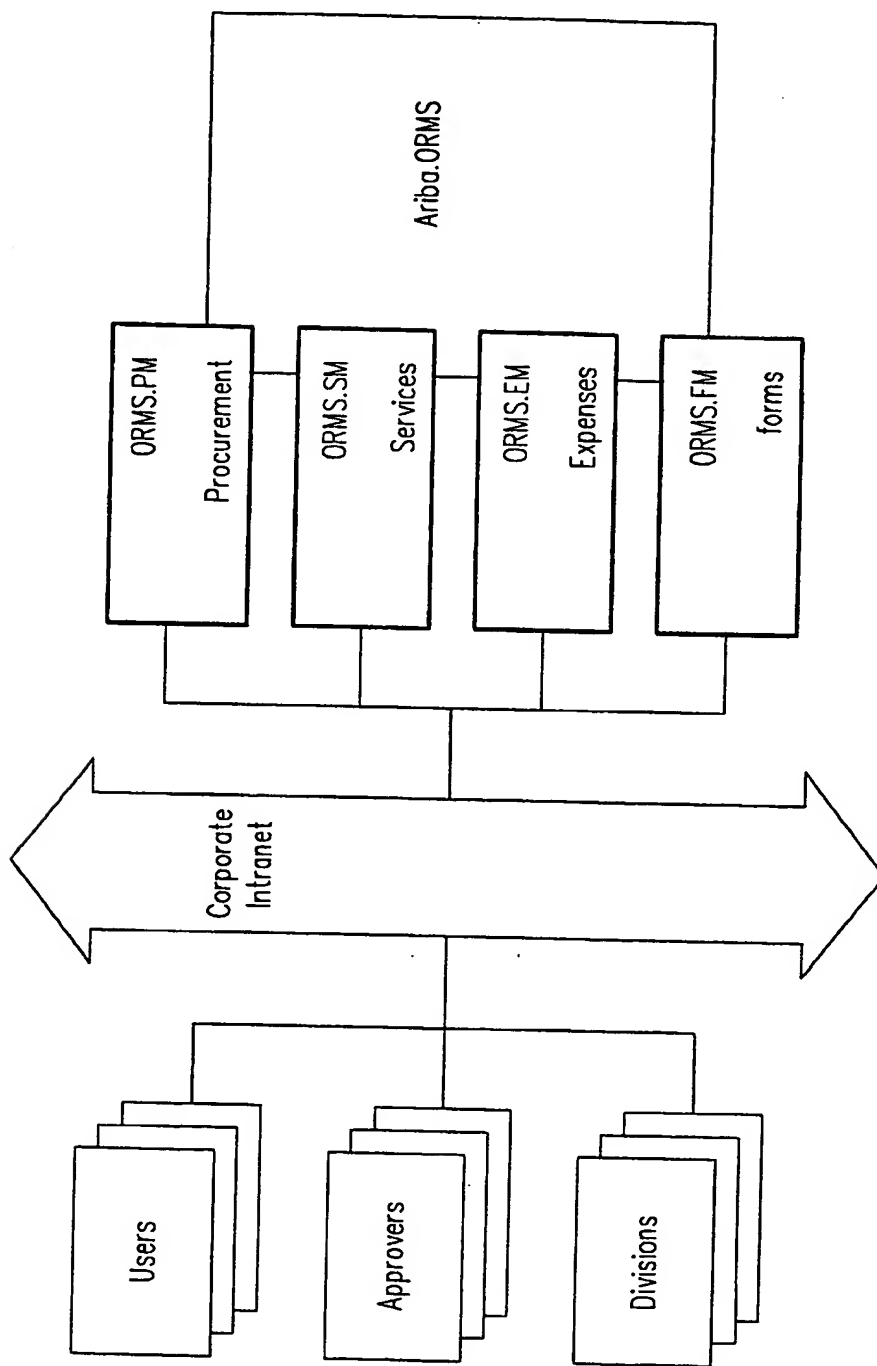 Users
Approvers
Divisions
Corporate
Intranet
ORMS.PM
Procurement
ORMS.SM
Services
ORMS.EM
Expenses
ORMS.FM
forms
Ariba.ORMS